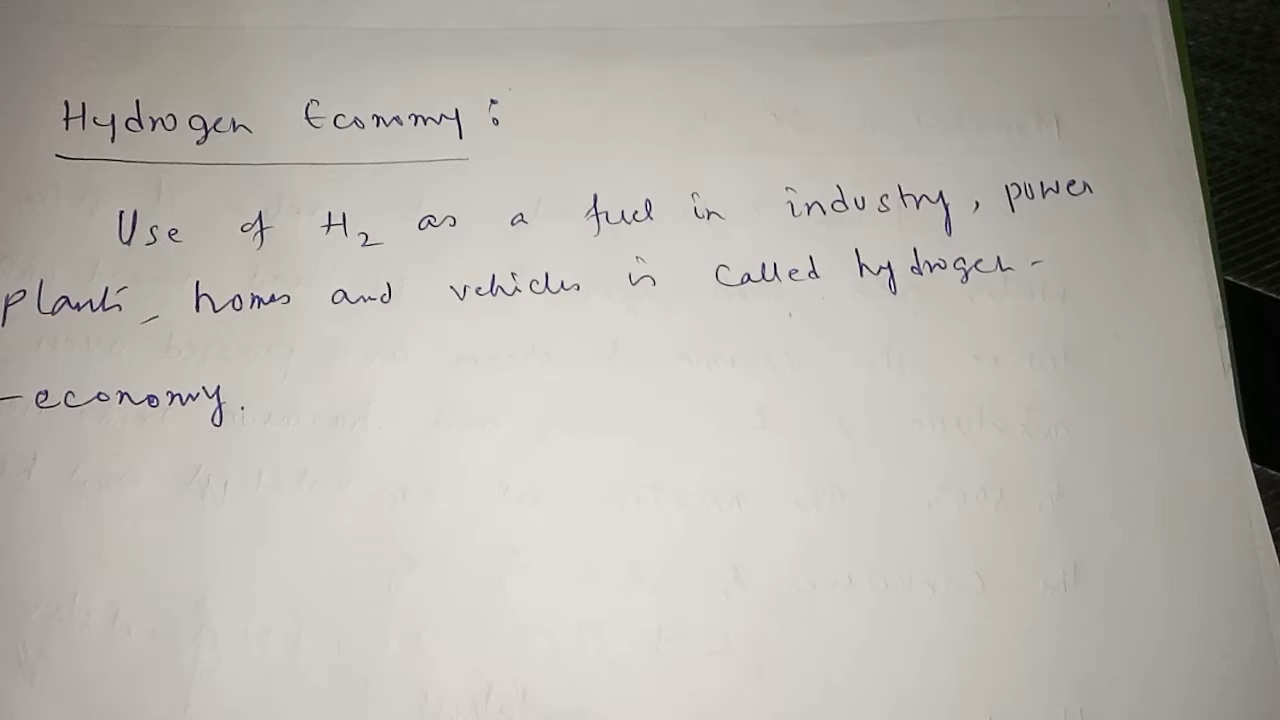 Hydrogen Economy :
Use of H₂ as a fuel in industry, power
plants, homes and vehicles is called hydrogen-
-economy.